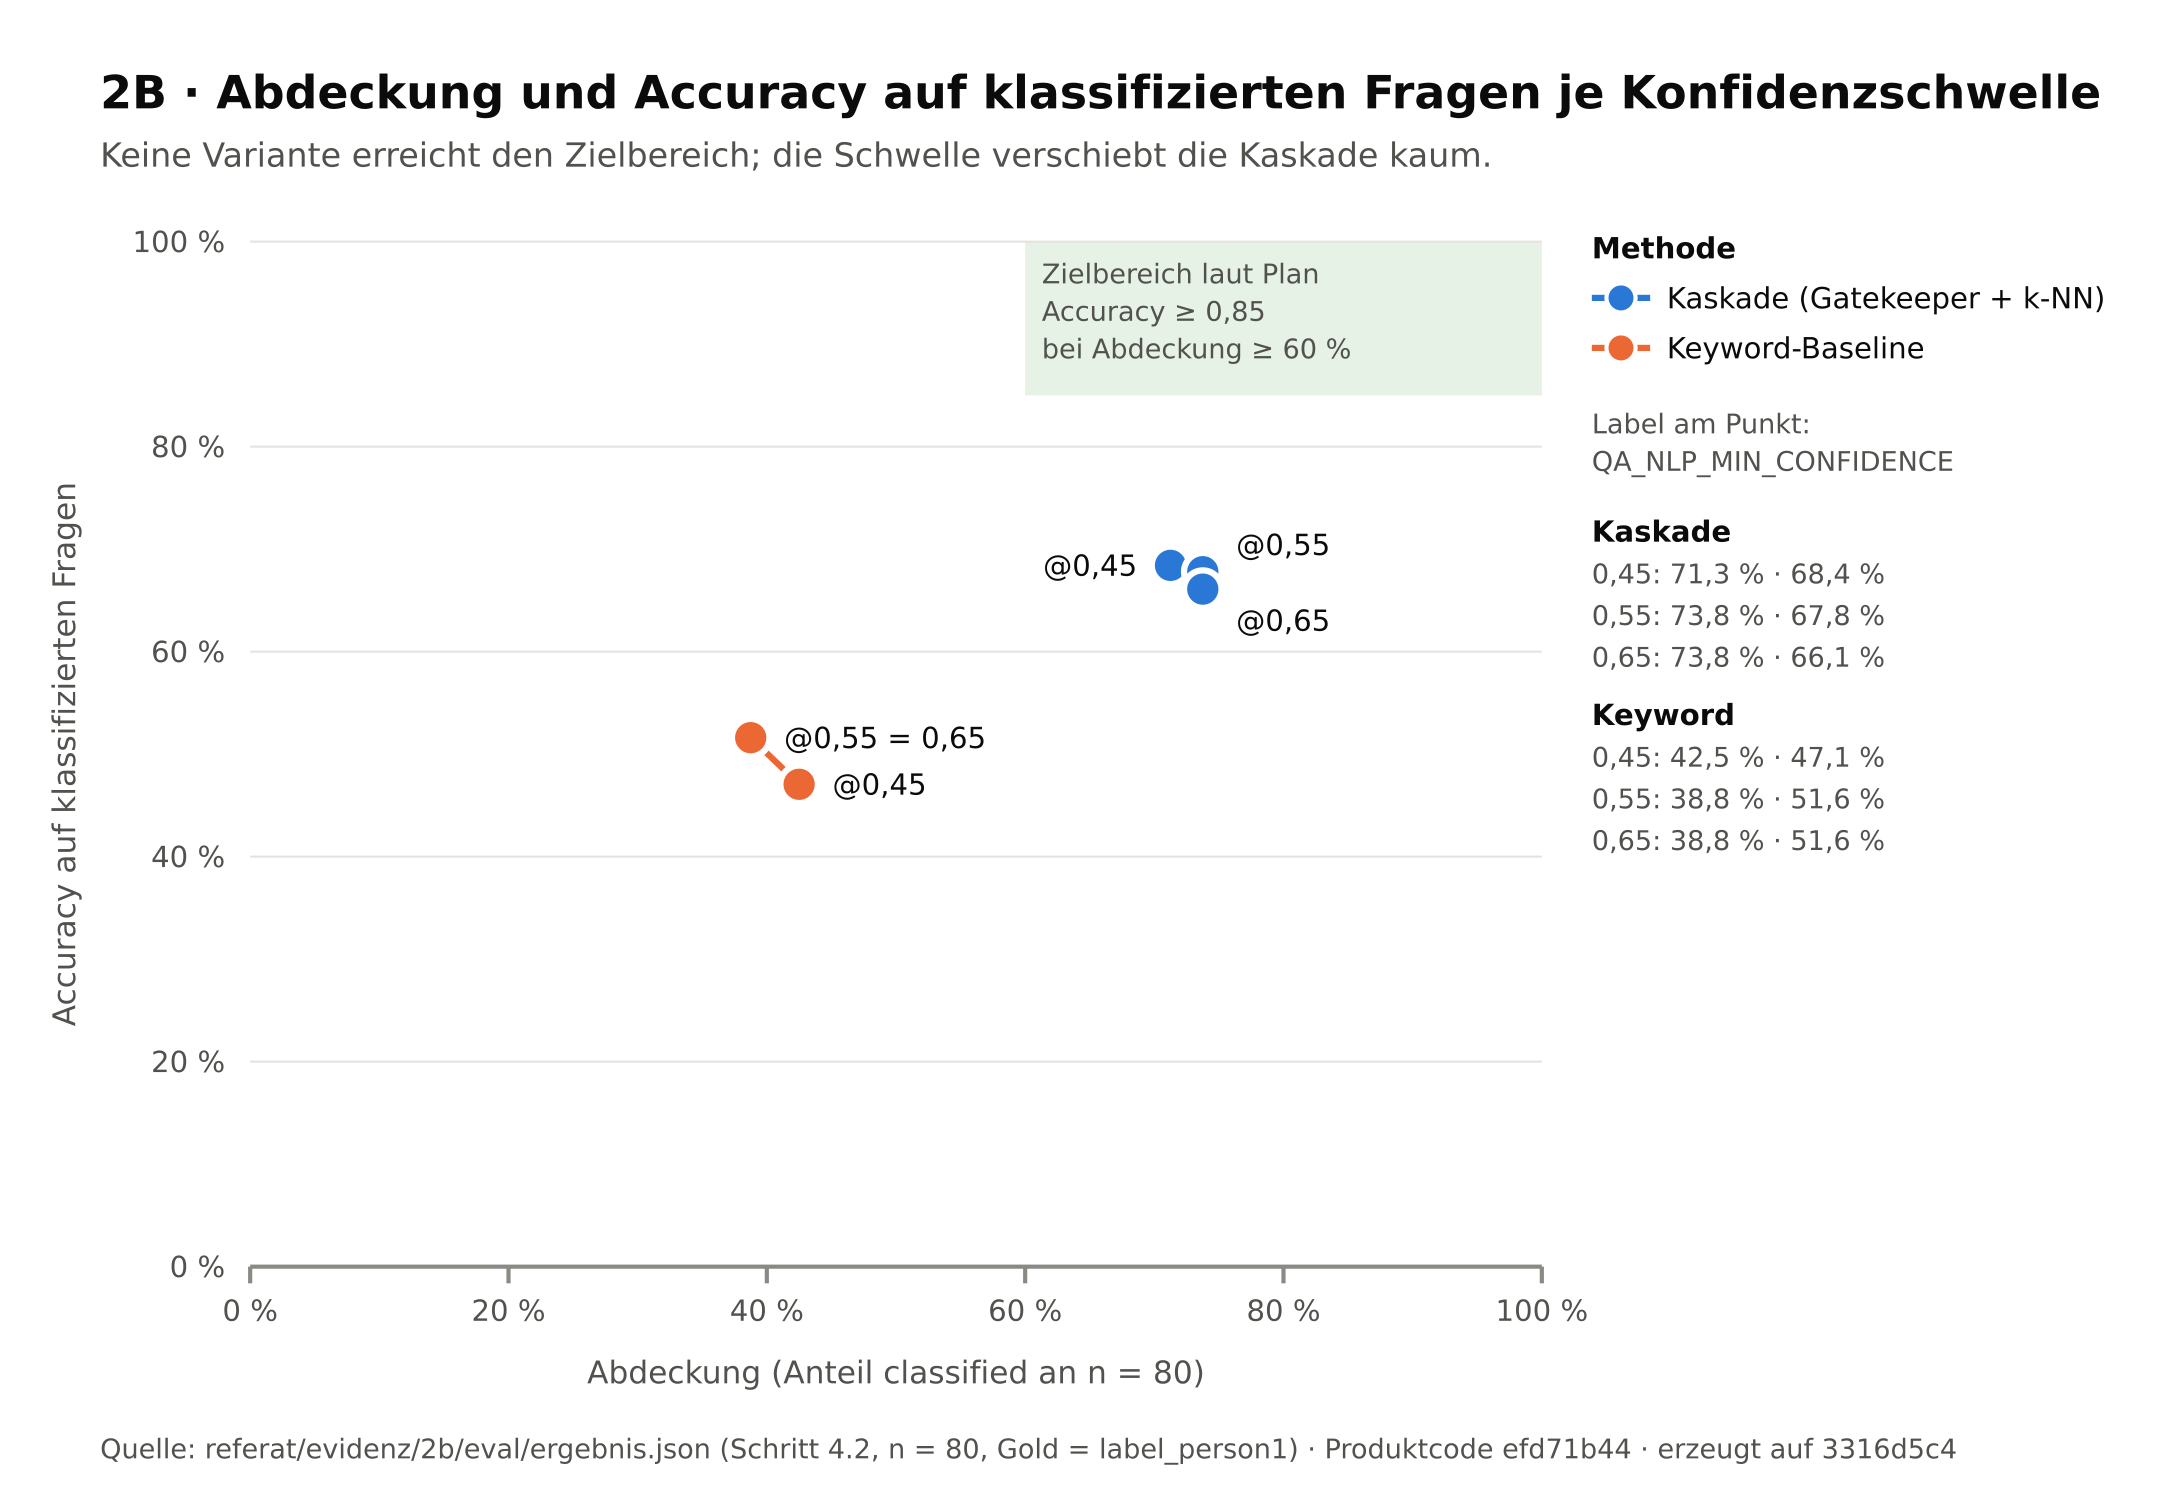 2B · Abdeckung und Accuracy auf klassifizierten Fragen je Konfidenzschwelle
Keine Variante erreicht den Zielbereich; die Schwelle verschiebt die Kaskade kaum.
Accuracy auf klassifizierten Fragen
100 %
80 %
60 %
40 %
20 %
0 %
Zielbereich laut Plan
Accuracy ≥ 0,85
bei Abdeckung ≥ 60 %
@0,45
@0,55
@0,65
@0,55 = 0,65
@0,45
0 %
20 %
40 %
60 %
80 %
100 %
Abdeckung (Anteil classified an n = 80)
Methode
Kaskade (Gatekeeper + k-NN)
Keyword-Baseline
Label am Punkt:
QA_NLP_MIN_CONFIDENCE
Kaskade
0,45: 71,3 % · 68,4 %
0,55: 73,8 % · 67,8 %
0,65: 73,8 % · 66,1 %
Keyword
0,45: 42,5 % · 47,1 %
0,55: 38,8 % · 51,6 %
0,65: 38,8 % · 51,6 %
Quelle: referat/evidenz/2b/eval/ergebnis.json (Schritt 4.2, n = 80, Gold = label_person1) · Produktcode efd71b44 · erzeugt auf 3316d5c4